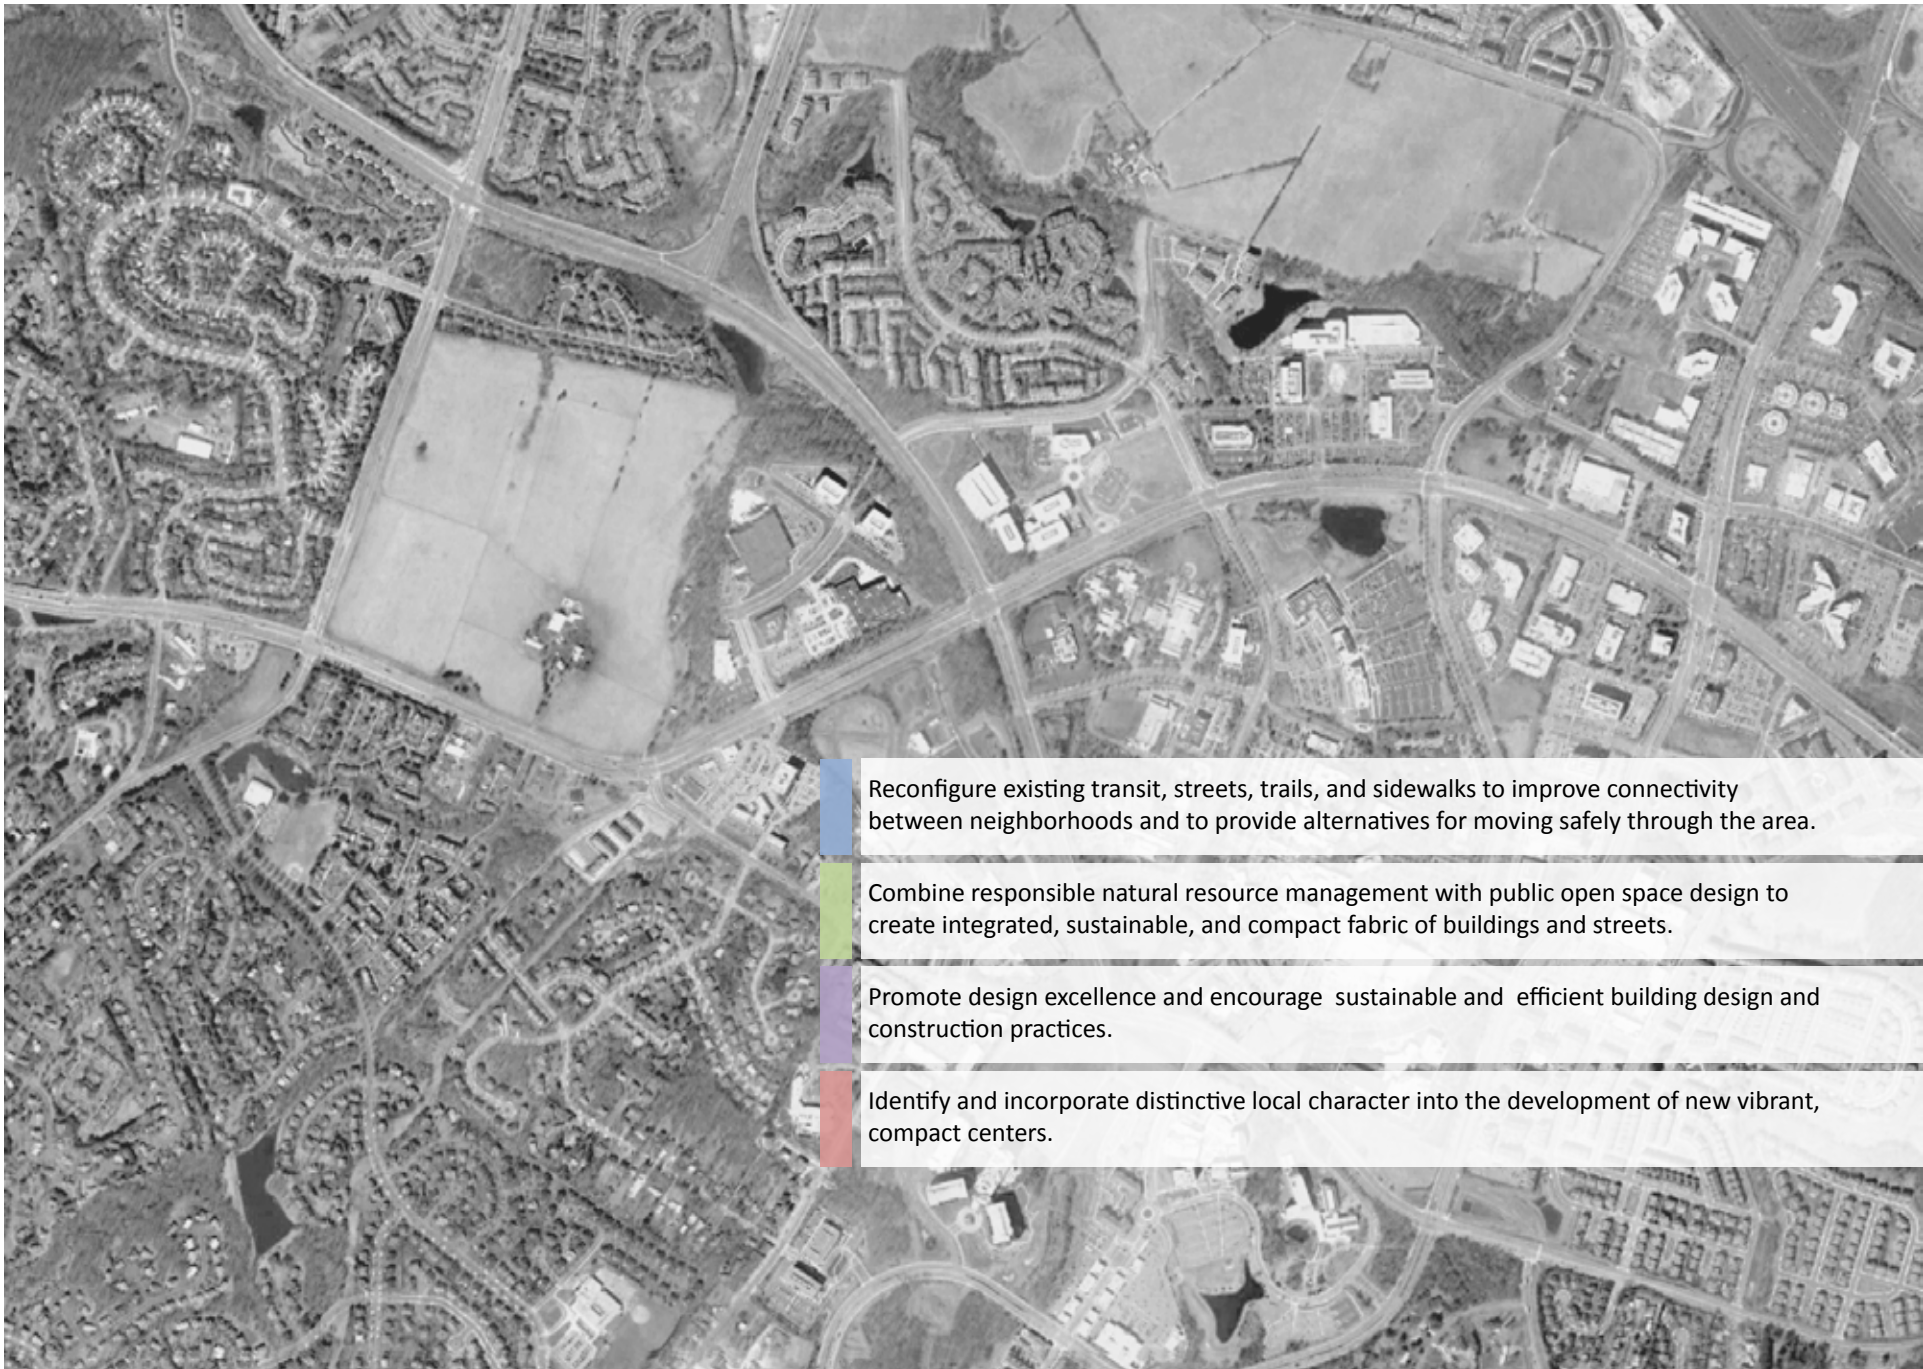 Reconfigure existing transit, streets, trails, and sidewalks to improve connectivity
between neighborhoods and to provide alternatives for moving safely through the area.
Combine responsible natural resource management with public open space design to
create integrated, sustainable, and compact fabric of buildings and streets.
Promote design excellence and encourage  sustainable and  efficient building design and
construction practices.
Identify and incorporate distinctive local character into the development of new vibrant,
compact centers.